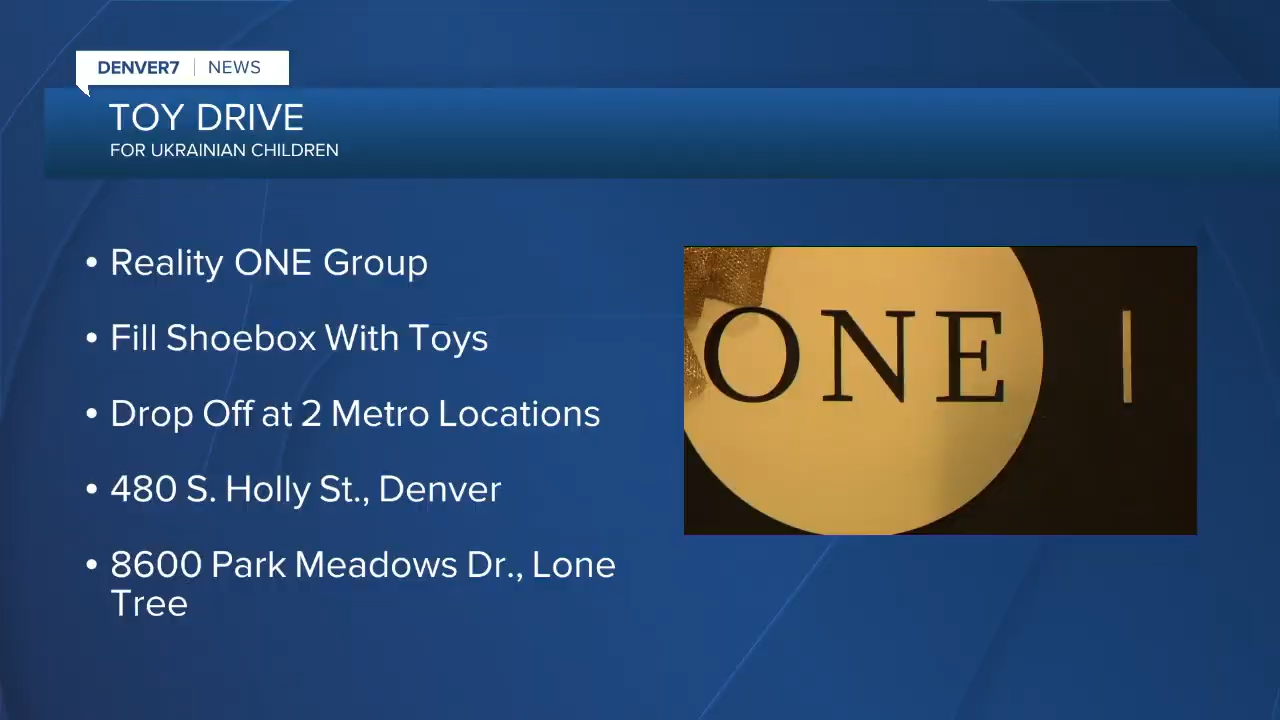 DENVER7 | NEWS
TOY DRIVE
FOR UKRAINIAN CHILDREN
• Reality ONE Group
• Fill Shoebox With Toys
• Drop Off at 2 Metro Locations
• 480 S. Holly St., Denver
• 8600 Park Meadows Dr., Lone
Tree
ONE